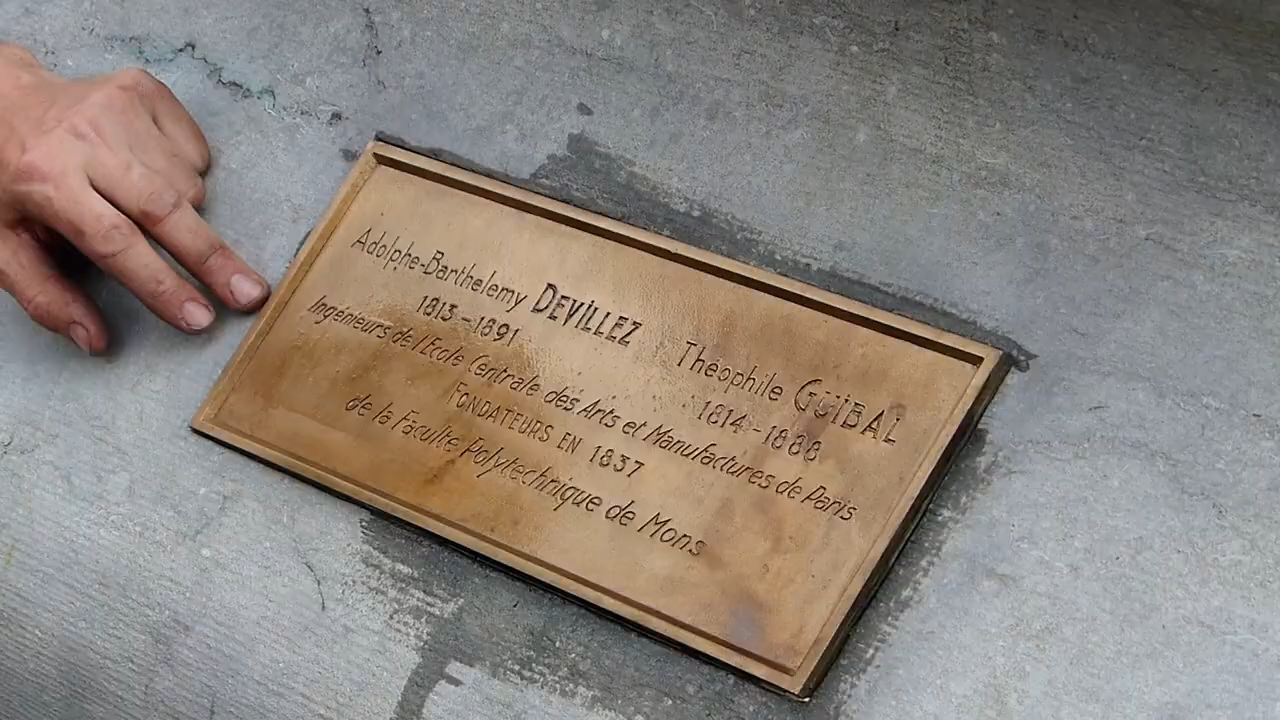 Adolphe-Barthelemy DEVILLEZ Théophile GUIBAL
1813-1891 1814-1888
Ingénieurs de l'Ecole Centrale des Arts et Manufactures de Paris
FONDATEURS EN 1837
de la Faculté Polytechnique de Mons